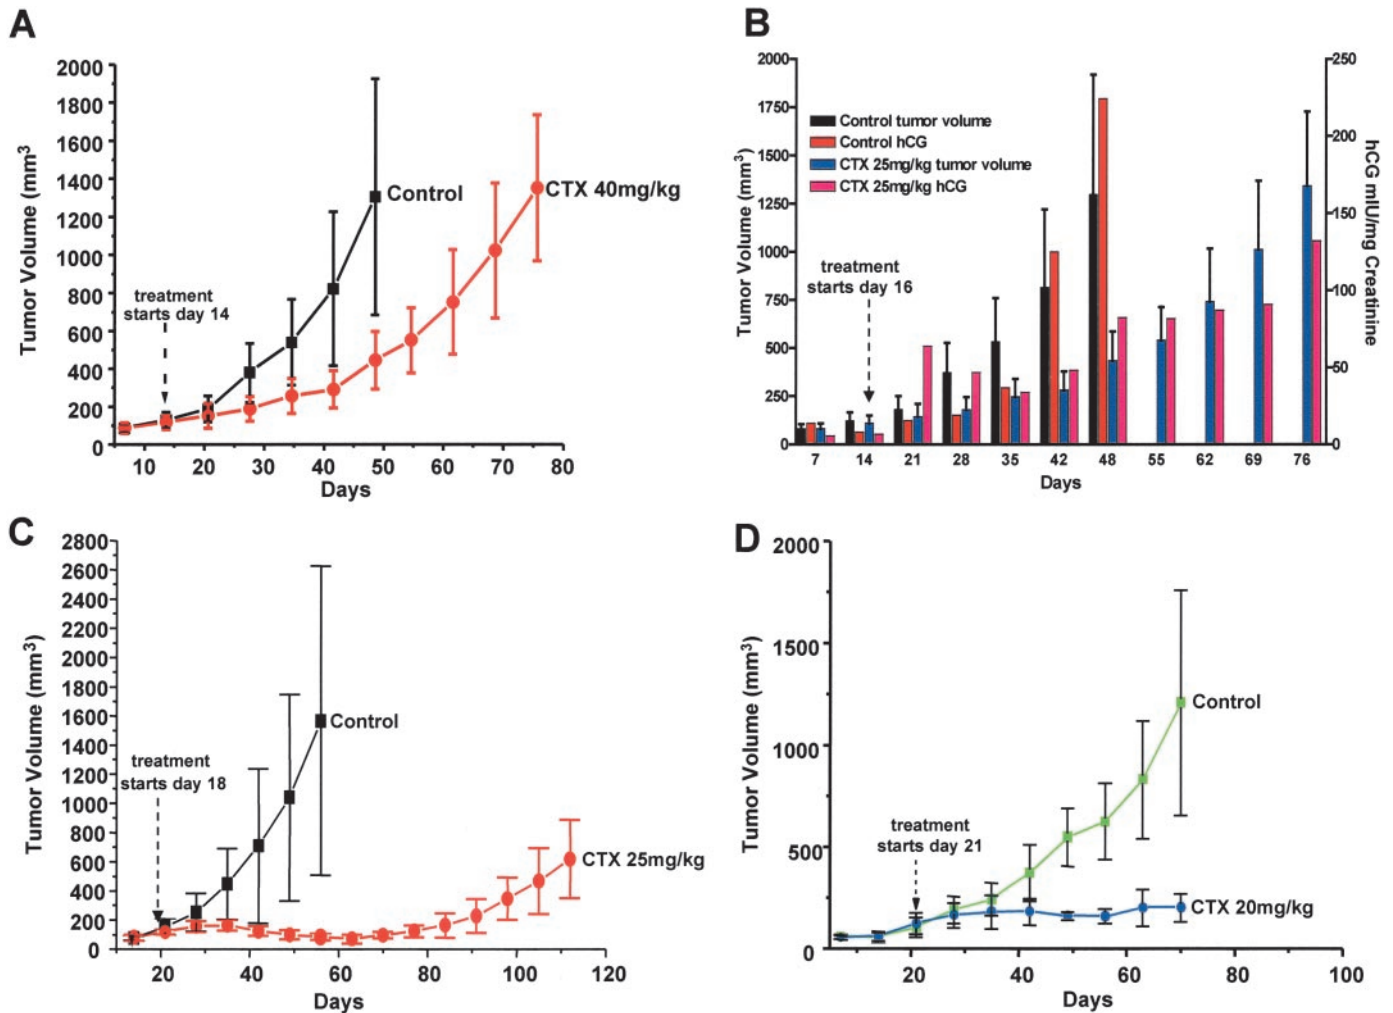 A
Tumor Volume (mm3)
2000
1800
1600
1400
1200
1000
800
600
400
200
0
Control
CTX 40mg/kg
treatment
starts day 14
10 20 30 40 50 60 70 80
Days
B
Tumor Volume (mm3)
2000
1750
1500
1250
1000
750
500
250
0
Control tumor volume
Control hCG
CTX 25mg/kg tumor volume
CTX 25mg/kg hCG
treatment
starts day 16
250
200
150
100
50
0
hCG mIU/mg Creatinine
7 14 21 28 35 42 48 55 62 69 76
Days
C
Tumor Volume (mm3)
2800
2600
2400
2200
2000
1800
1600
1400
1200
1000
800
600
400
200
0
Control
treatment
starts day 18
CTX 25mg/kg
20 40 60 80 100 120
Days
D
Tumor Volume (mm3)
2000
1500
1000
500
0
Control
treatment
starts day 21
CTX 20mg/kg
20 40 60 80 100
Days